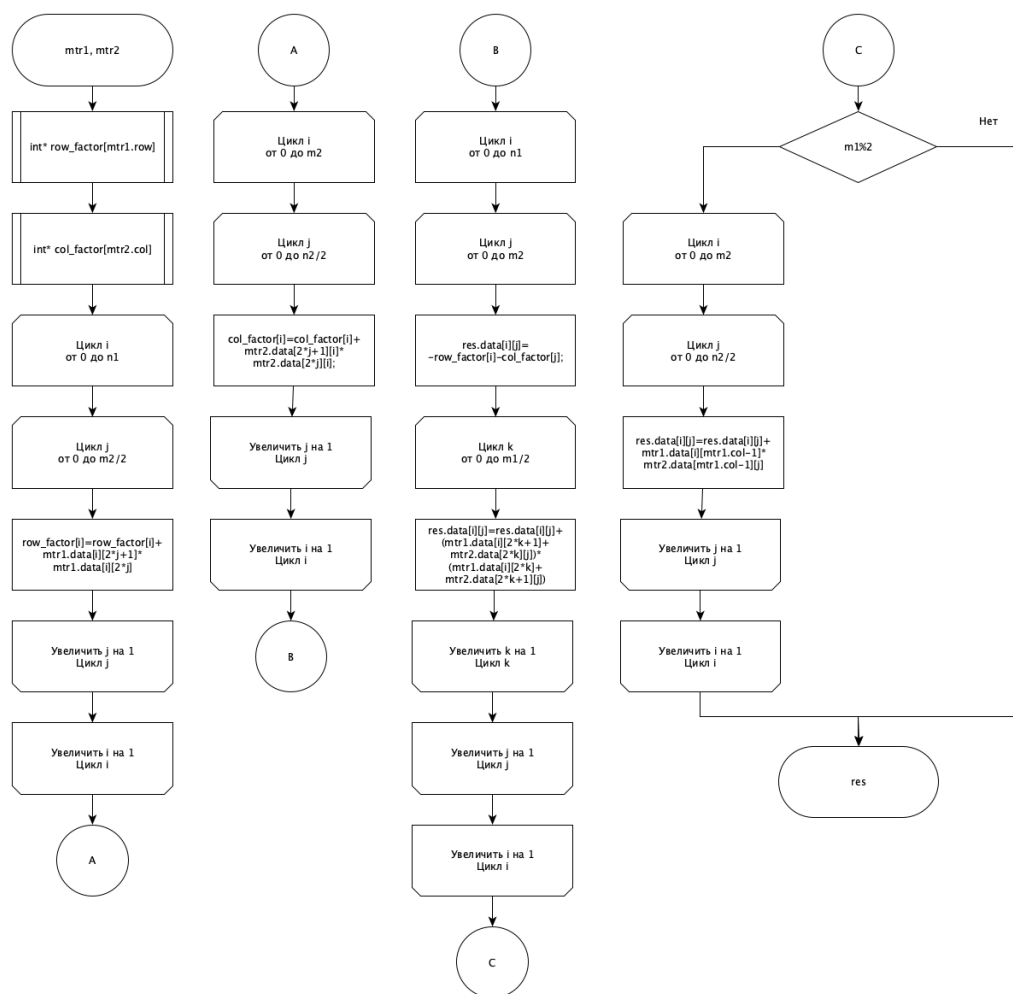 mtr1, mtr2
int* row_factor[mtr1.row]
int* col_factor[mtr2.col]
Цикл i
от 0 до n1
Цикл j
от 0 до m2/2
row_factor[i]=row_factor[i]+
mtr1.data[i][2*j+1]*
mtr1.data[i][2*j]
Увеличить j на 1
Цикл j
Увеличить i на 1
Цикл i
A
A
Цикл i
от 0 до m2
Цикл j
от 0 до n2/2
col_factor[i]=col_factor[i]+
mtr2.data[2*j+1][i]*
mtr2.data[2*j][i];
Увеличить j на 1
Цикл j
Увеличить i на 1
Цикл i
B
B
Цикл i
от 0 до n1
Цикл j
от 0 до m2
res.data[i][j]=
-row_factor[i]-col_factor[j];
Цикл k
от 0 до m1/2
res.data[i][j]=res.data[i][j]+
(mtr1.data[i][2*k+1]+
mtr2.data[2*k][j])*
(mtr1.data[i][2*k]+
mtr2.data[2*k+1][j])
Увеличить k на 1
Цикл k
Увеличить j на 1
Цикл j
Увеличить i на 1
Цикл i
C
C
m1%2
Нет
Цикл i
от 0 до m2
Цикл j
от 0 до n2/2
res.data[i][j]=res.data[i][j]+
mtr1.data[i][mtr1.col-1]*
mtr2.data[mtr1.col-1][j]
Увеличить j на 1
Цикл j
Увеличить i на 1
Цикл i
res